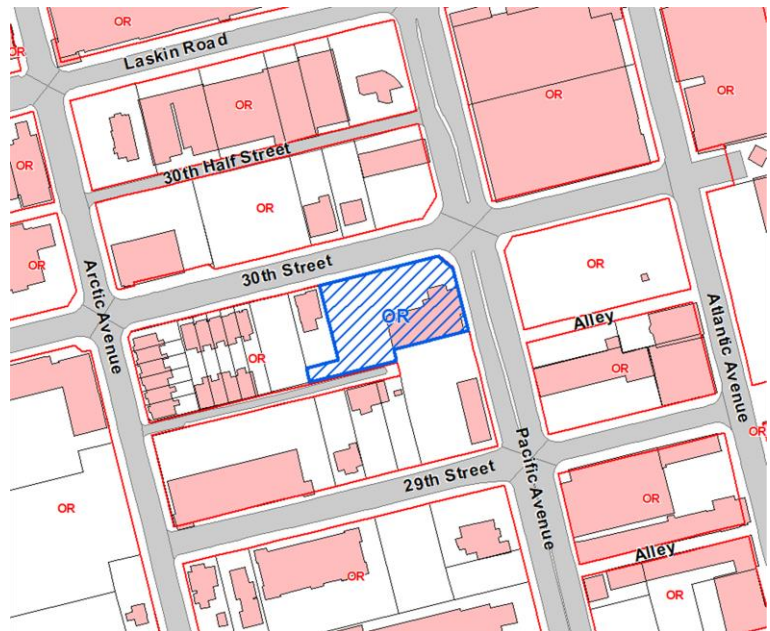 OR
Laskin Road
OR
OR
OR
OR
OR
30th Half Street
OR
OR
30th Street
OR
Arctic Avenue
OR
OR
Alley
Atlantic Avenue
OR
OR
Pacific Avenue
OR
29th Street
OR
OR
Alley
OR
OR